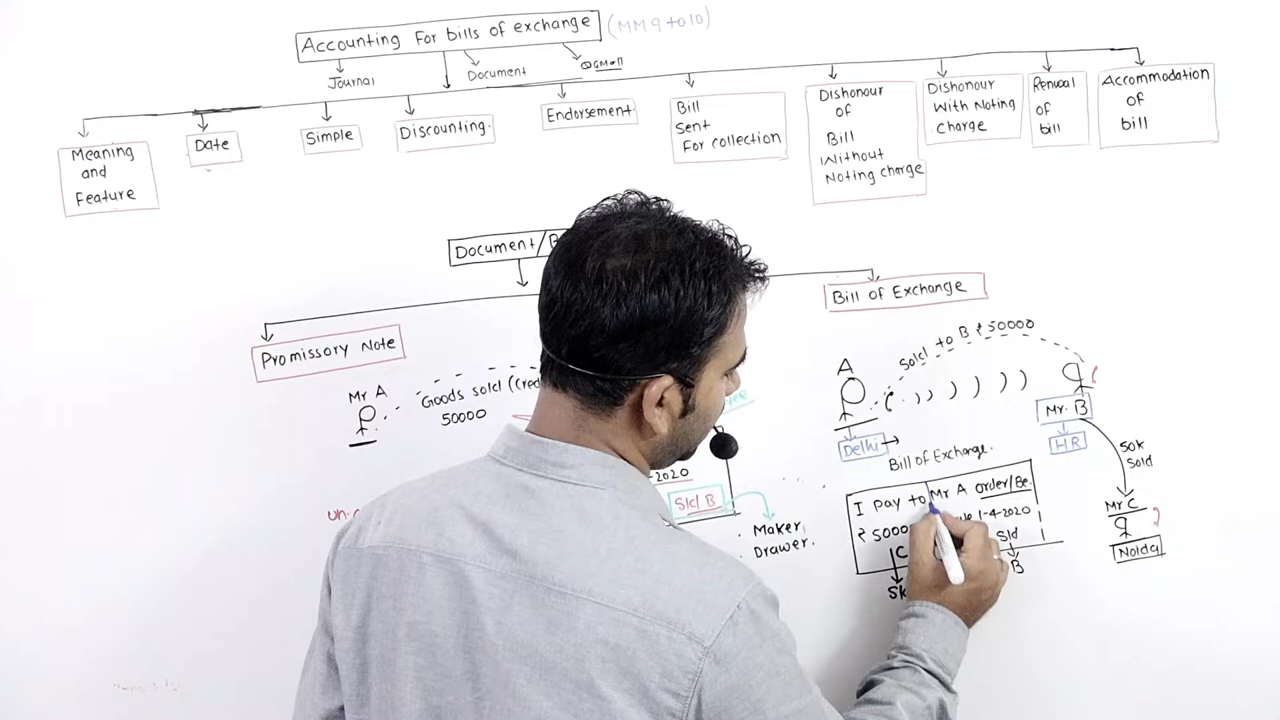 Accounting For bills of exchange (MM 9 to 10)
Journal
Document
Meaning
and
Feature
Date
Simple
Discounting.
Endorsement
Bill
Sent
For collection
Dishonour
of
Bill
Without
Noting charge
Dishonour
With Noting
charge
Renual
of
bill
Accommodation
of
bill
Document/B
Promissory Note
Mr A
Goods sold (Cred
50000
-2020
S/c/ B
Maker
Drawer.
Bill of Exchange
A
Sold to B ₹50000
Mr. B
Delhi
HR
50K
Sold
Mr C
Noida
Bill of Exchange.
I pay to Mr A order/Be.
₹ 5000
1-4-2020
C
S/d
B